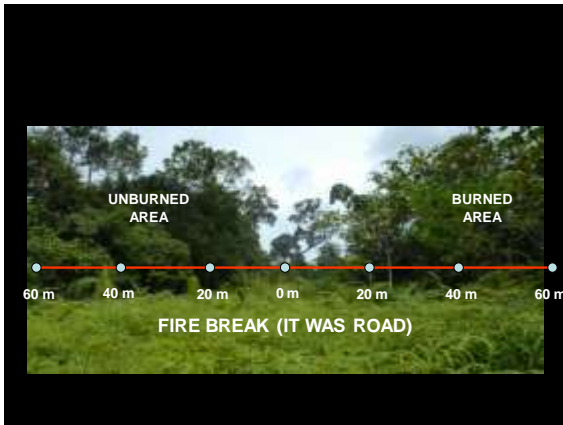 UNBURNED
AREA
BURNED
AREA
60 m
40 m
20 m
0 m
20 m
40 m
60 m
FIRE BREAK (IT WAS ROAD)